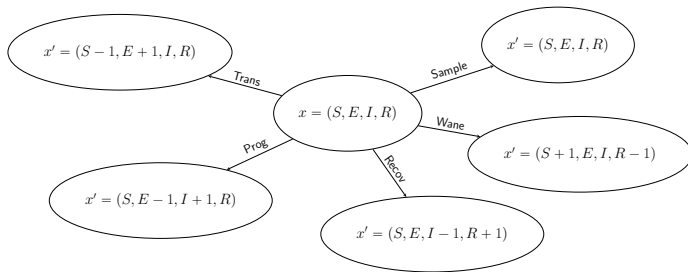 x′ = (S − 1, E + 1, I, R)
x′ = (S, E, I, R)
Trans
Sample
x = (S, E, I, R)
Wane
x′ = (S + 1, E, I, R − 1)
Prog
Recov
x′ = (S, E − 1, I + 1, R)
x′ = (S, E, I − 1, R + 1)